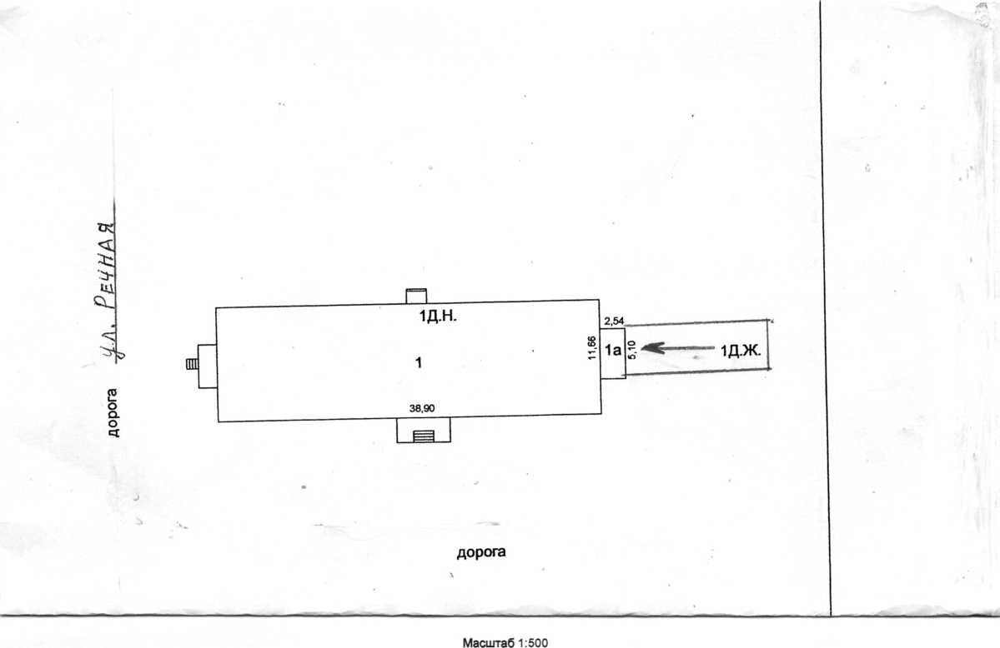 ул. РЕЧНАЯ
дорога
1Д.Н.
1
38,90
11,66
2,54
1а
5,10
1Д.Ж.
дорога
Масштаб 1:500